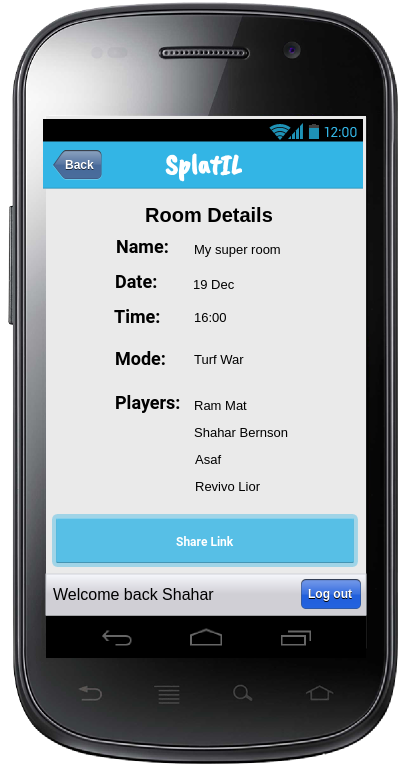 12:00
Back
SplatIL
Room Details
Name: My super room
Date: 19 Dec
Time: 16:00
Mode: Turf War
Players: Ram Mat
Shahar Bernson
Asaf
Revivo Lior
Share Link
Welcome back Shahar
Log out